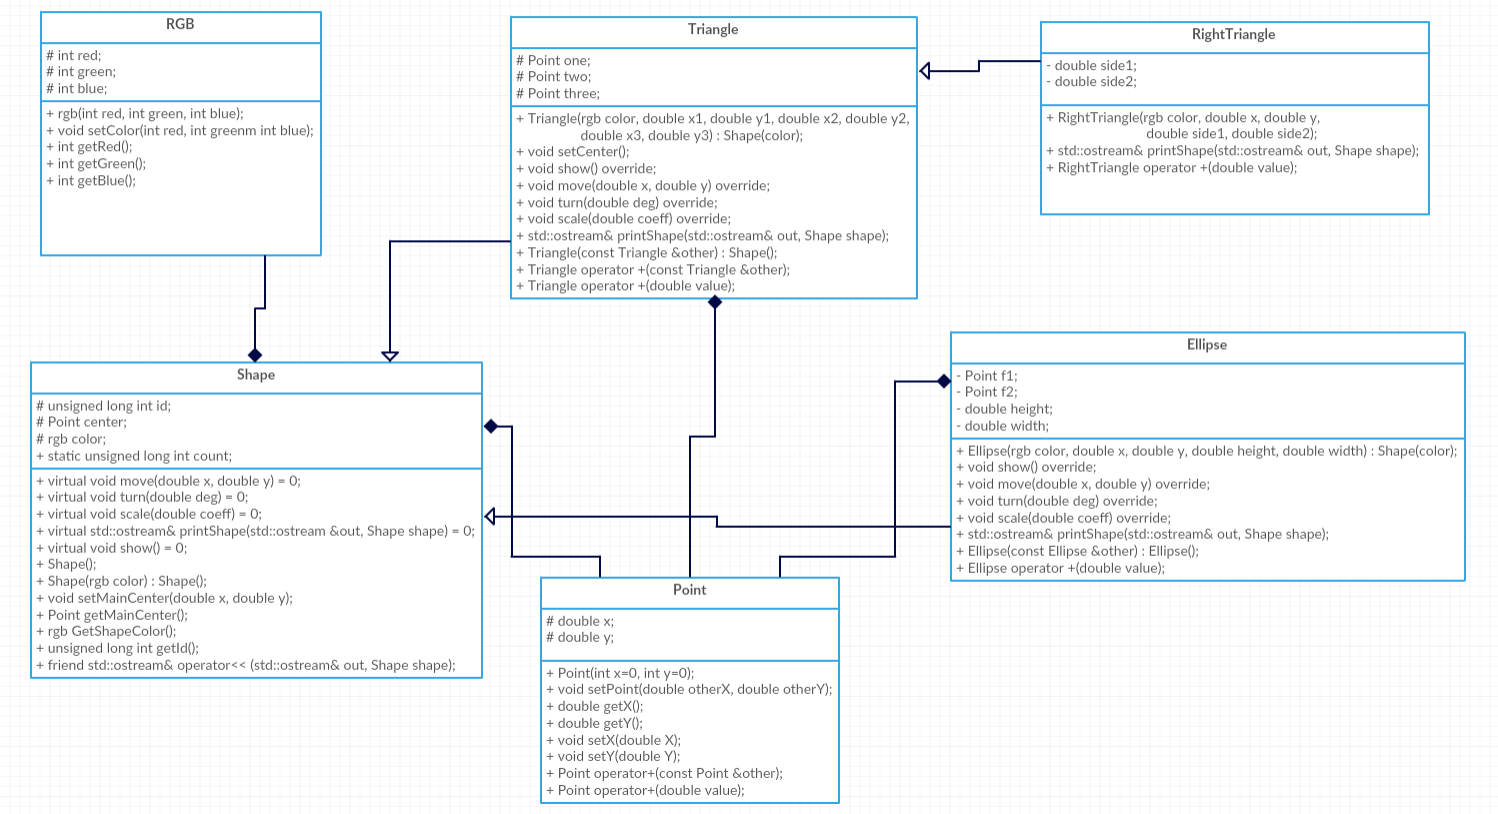 RGB
# int red;
# int green;
# int blue;
+ rgb(int red, int green, int blue);
+ void setColor(int red, int greenm int blue);
+ int getRed();
+ int getGreen();
+ int getBlue();
Triangle
# Point one;
# Point two;
# Point three;
+ Triangle(rgb color, double x1, double y1, double x2, double y2,
double x3, double y3) : Shape(color);
+ void setCenter();
+ void show() override;
+ void move(double x, double y) override;
+ void turn(double deg) override;
+ void scale(double coeff) override;
+ std::ostream& printShape(std::ostream& out, Shape shape);
+ Triangle(const Triangle &other) : Shape();
+ Triangle operator +(const Triangle &other);
+ Triangle operator +(double value);
RightTriangle
- double side1;
- double side2;
+ RightTriangle(rgb color, double x, double y,
double side1, double side2);
+ std::ostream& printShape(std::ostream& out, Shape shape);
+ RightTriangle operator +(double value);
Shape
# unsigned long int id;
# Point center;
# rgb color;
+ static unsigned long int count;
+ virtual void move(double x, double y) = 0;
+ virtual void turn(double deg) = 0;
+ virtual void scale(double coeff) = 0;
+ virtual std::ostream& printShape(std::ostream &out, Shape shape) = 0;
+ virtual void show() = 0;
+ Shape();
+ Shape(rgb color) : Shape();
+ void setMainCenter(double x, double y);
+ Point getMainCenter();
+ rgb GetShapeColor();
+ unsigned long int getId();
+ friend std::ostream& operator<< (std::ostream& out, Shape shape);
Ellipse
- Point f1;
- Point f2;
- double height;
- double width;
+ Ellipse(rgb color, double x, double y, double height, double width) : Shape(color);
+ void show() override;
+ void move(double x, double y) override;
+ void turn(double deg) override;
+ void scale(double coeff) override;
+ std::ostream& printShape(std::ostream& out, Shape shape);
+ Ellipse(const Ellipse &other) : Ellipse();
+ Ellipse operator +(double value);
Point
# double x;
# double y;
+ Point(int x=0, int y=0);
+ void setPoint(double otherX, double otherY);
+ double getX();
+ double getY();
+ void setX(double X);
+ void setY(double Y);
+ Point operator+(const Point &other);
+ Point operator+(double value);